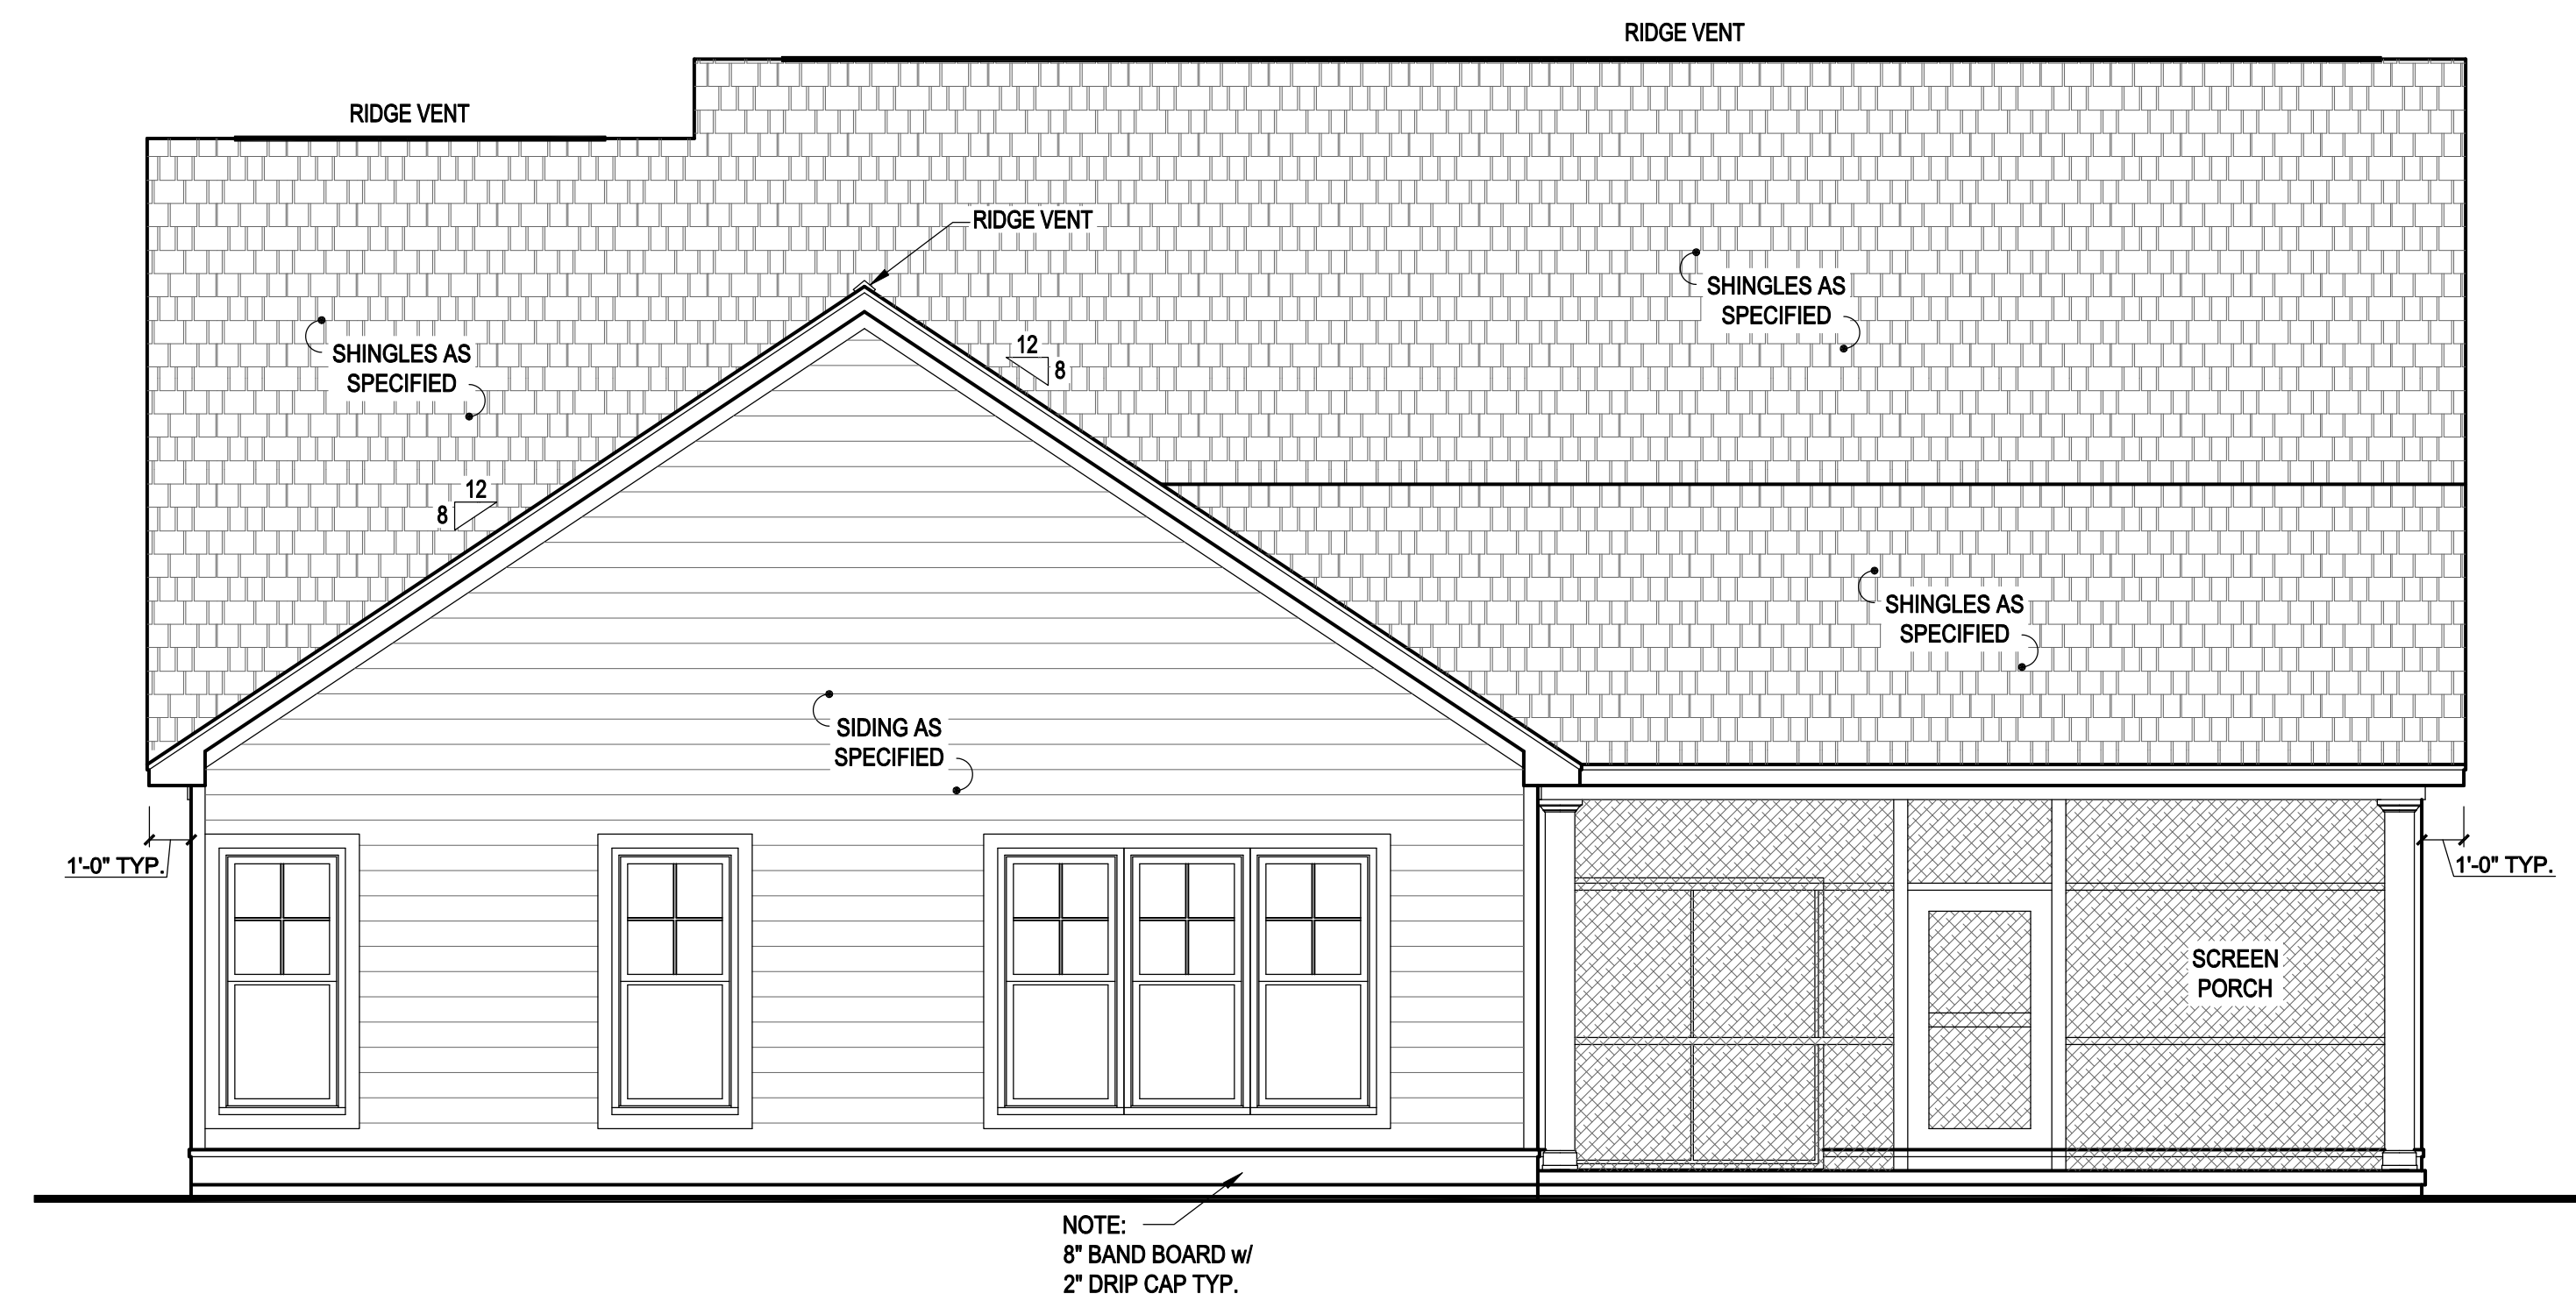 RIDGE VENT
RIDGE VENT
RIDGE VENT
SHINGLES AS
SPECIFIED
SHINGLES AS
SPECIFIED
12
8
12
8
SHINGLES AS
SPECIFIED
SIDING AS
SPECIFIED
1'-0" TYP.
1'-0" TYP.
SCREEN
PORCH
NOTE:
8" BAND BOARD w/
2" DRIP CAP TYP.